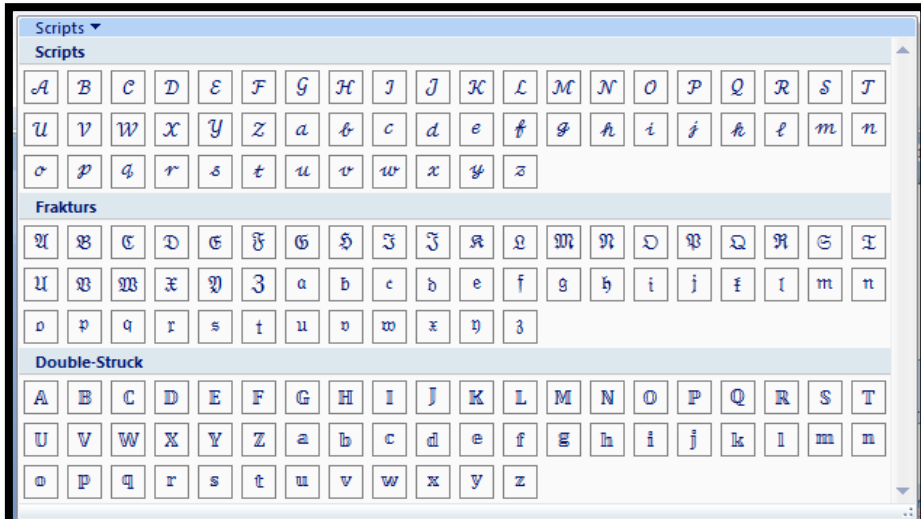 Scripts
Scripts
𝒜 ℬ 𝒞 𝒟 ℰ ℱ 𝒢 ℋ ℐ 𝒥 𝒦 ℒ ℳ 𝒩 𝒪 𝒫 𝒬 ℛ 𝒮 𝒯
𝒰 𝒱 𝒲 𝒳 𝒴 𝒵 𝒶 𝒷 𝒸 𝒹 ℯ 𝒻 ℊ 𝒽 𝒾 𝒿 𝓀 ℓ 𝓂 𝓃
ℴ 𝓅 𝓆 𝓇 𝓈 𝓉 𝓊 𝓋 𝓌 𝓍 𝓎 𝓏
Frakturs
𝔄 𝔅 ℭ 𝔇 𝔈 𝔉 𝔊 ℌ ℑ 𝔍 𝔎 𝔏 𝔐 𝔑 𝔒 𝔓 𝔔 ℜ 𝔖 𝔗
𝔘 𝔙 𝔚 𝔛 𝔜 ℨ 𝔞 𝔟 𝔠 𝔡 𝔢 𝔣 𝔤 𝔥 𝔦 𝔧 𝔨 𝔩 𝔪 𝔫
𝔬 𝔭 𝔮 𝔯 𝔰 𝔱 𝔲 𝔳 𝔴 𝔵 𝔶 𝔷
Double-Struck
𝔸 𝔹 ℂ 𝔻 𝔼 𝔽 𝔾 ℍ 𝕀 𝕁 𝕂 𝕃 𝕄 ℕ 𝕆 ℙ ℚ ℝ 𝕊 𝕋
𝕌 𝕍 𝕎 𝕏 𝕐 ℤ 𝕒 𝕓 𝕔 𝕕 𝕖 𝕗 𝕘 𝕙 𝕚 𝕛 𝕜 𝕝 𝕞 𝕟
𝕠 𝕡 𝕢 𝕣 𝕤 𝕥 𝕦 𝕧 𝕨 𝕩 𝕪 𝕫